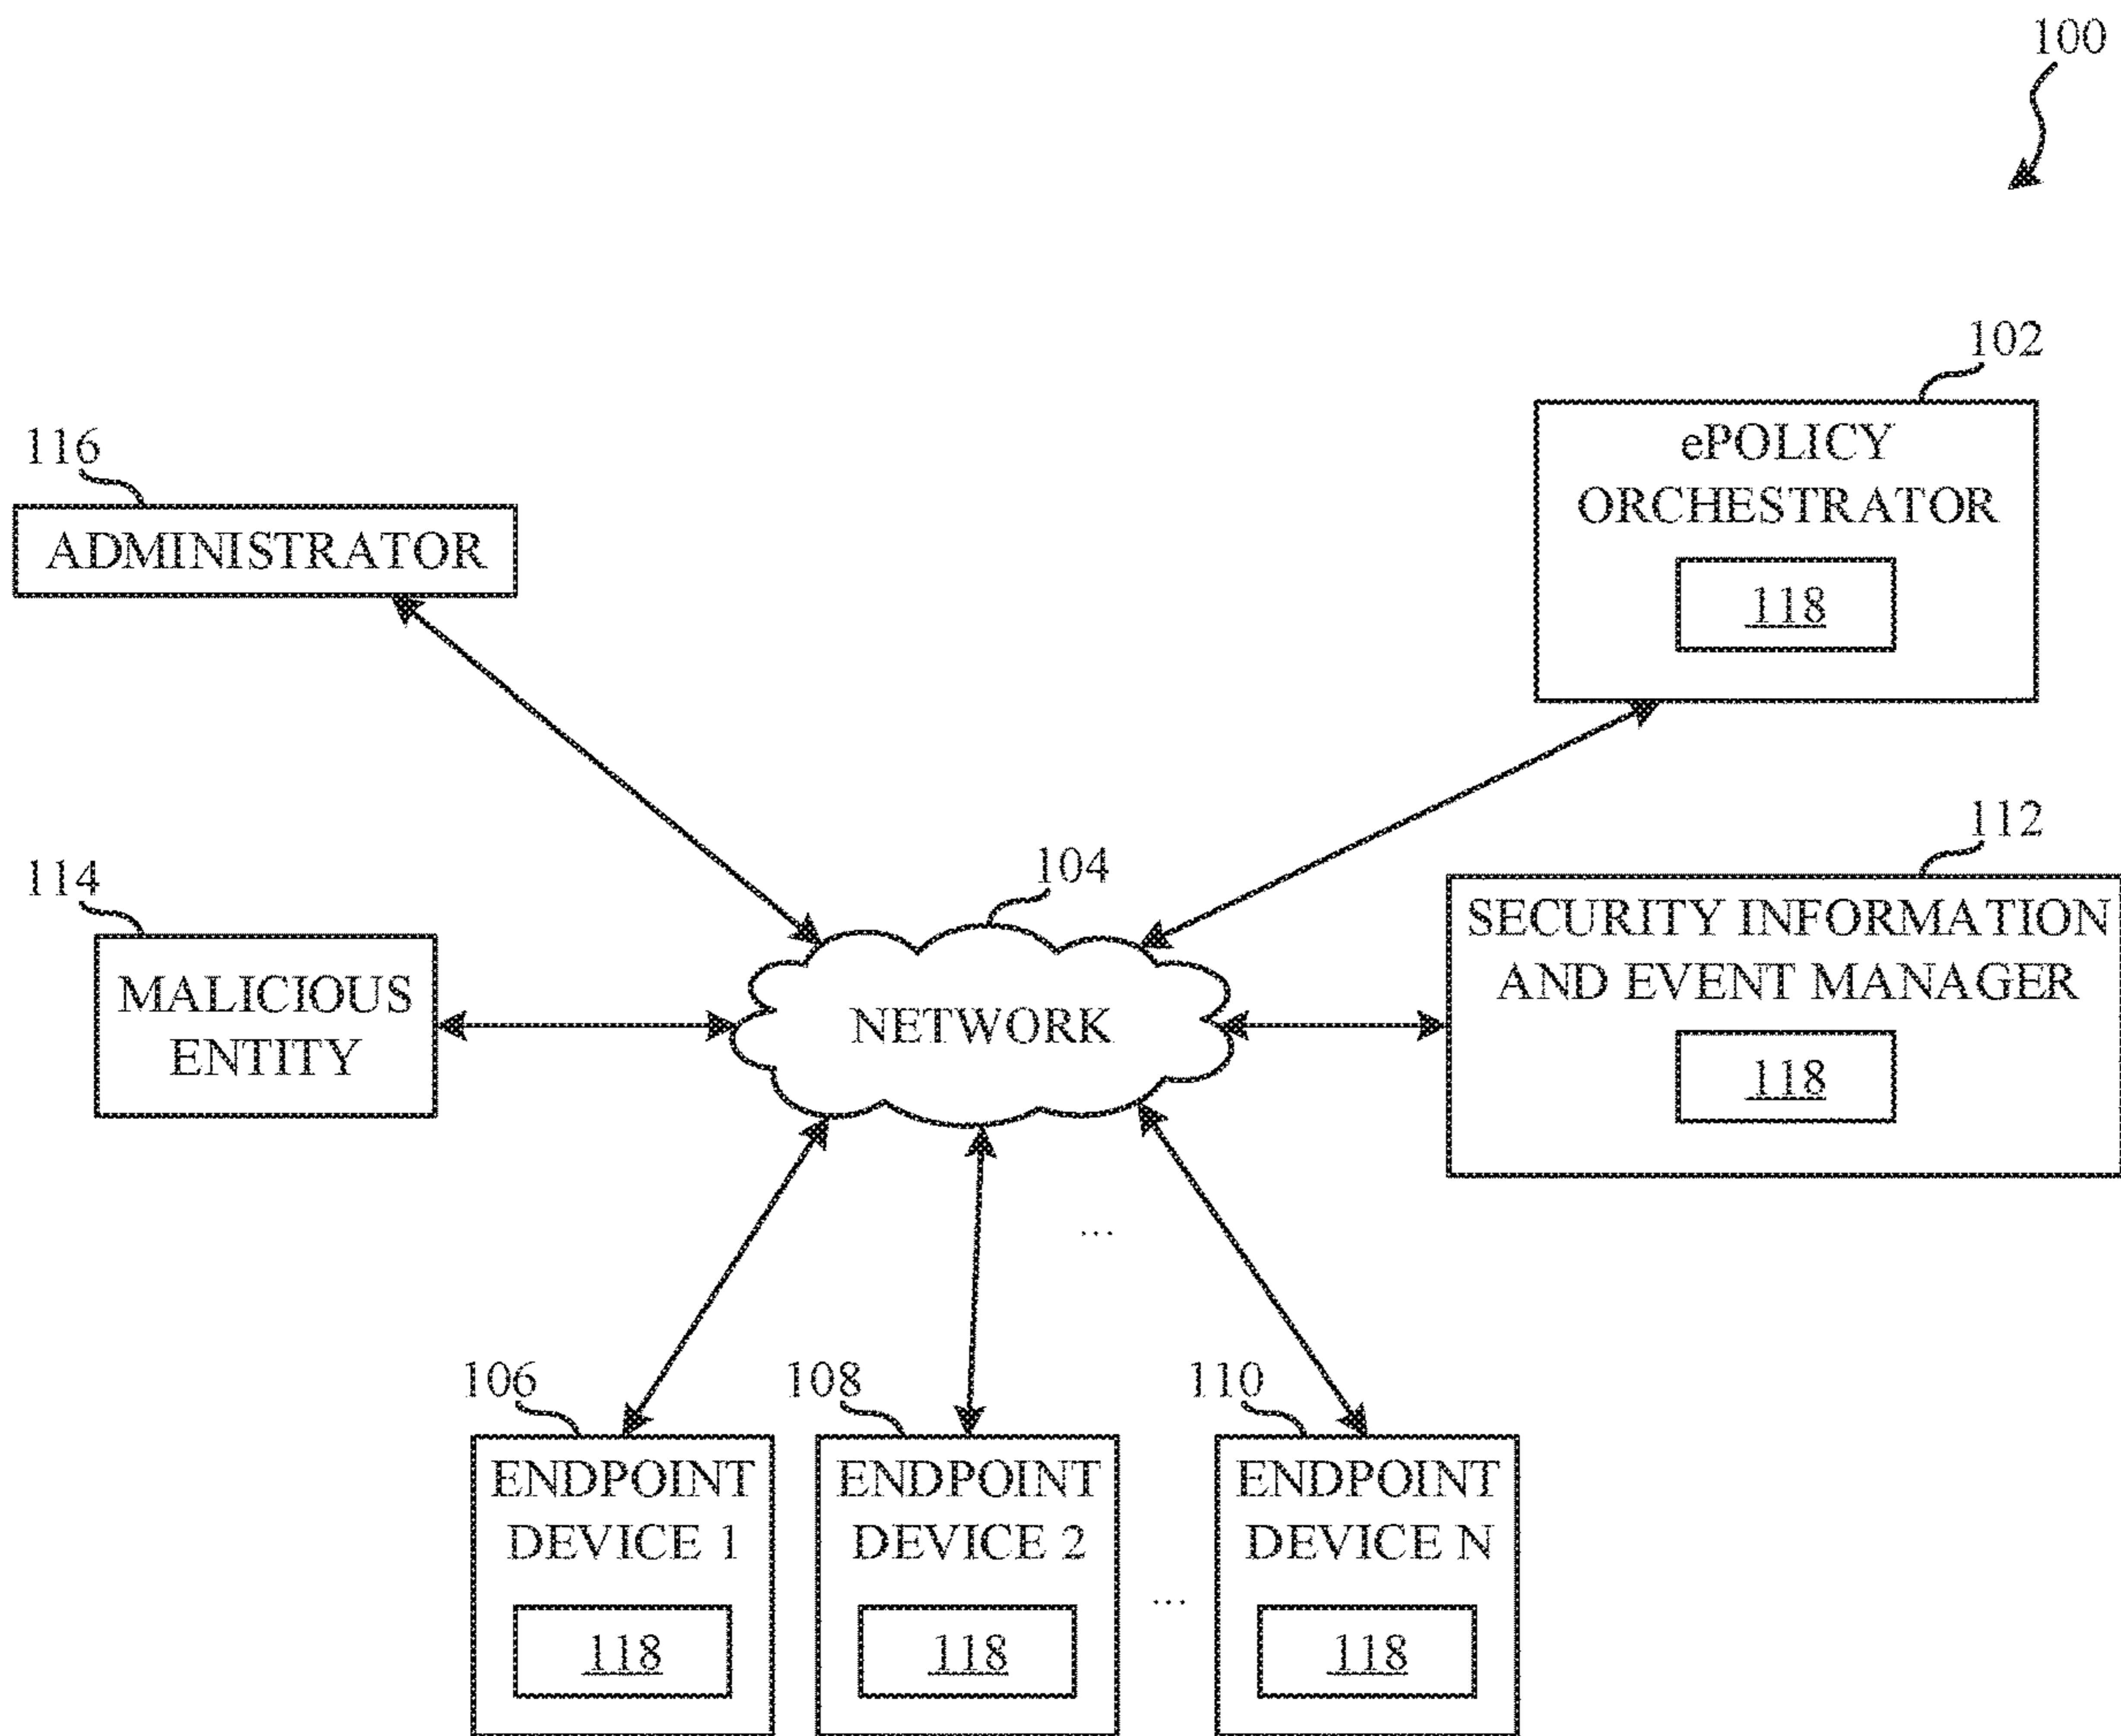 100
102
ePOLICY
ORCHESTRATOR
118
116
ADMINISTRATOR
112
SECURITY INFORMATION
AND EVENT MANAGER
118
104
NETWORK
114
MALICIOUS
ENTITY
...
106
ENDPOINT
DEVICE 1
118
108
ENDPOINT
DEVICE 2
118
...
110
ENDPOINT
DEVICE N
118